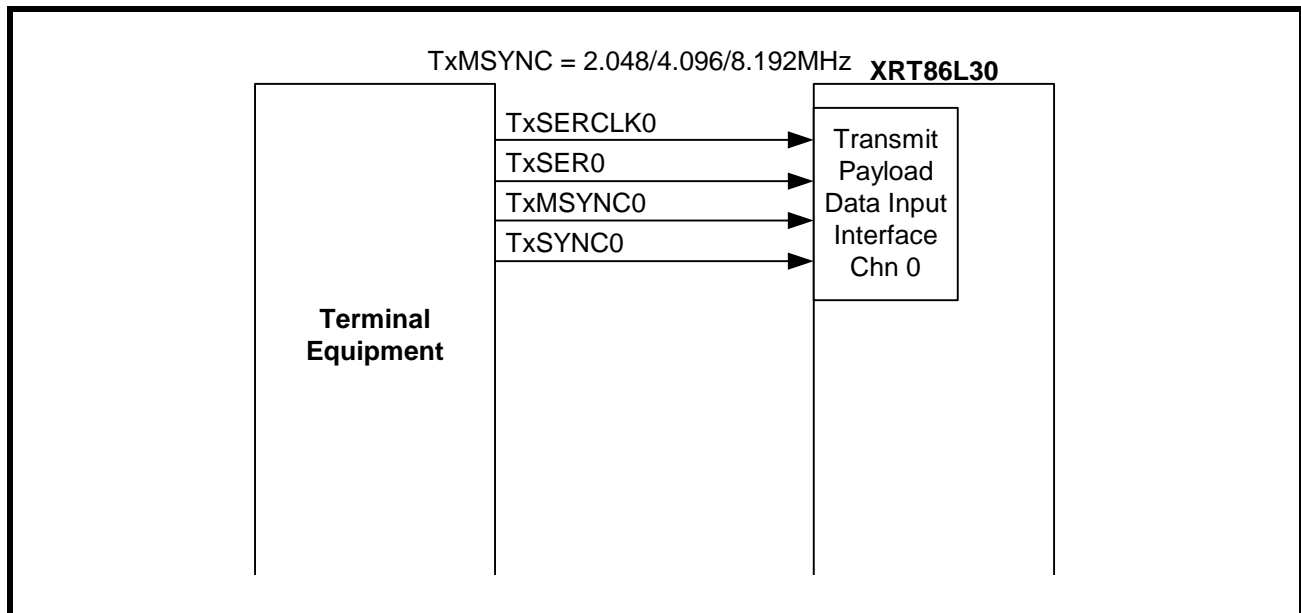 TxMSYNC = 2.048/4.096/8.192MHz
XRT86L30
TxSERCLK0
TxSER0
TxMSYNC0
TxSYNC0
Transmit
Payload
Data Input
Interface
Chn 0
Terminal
Equipment